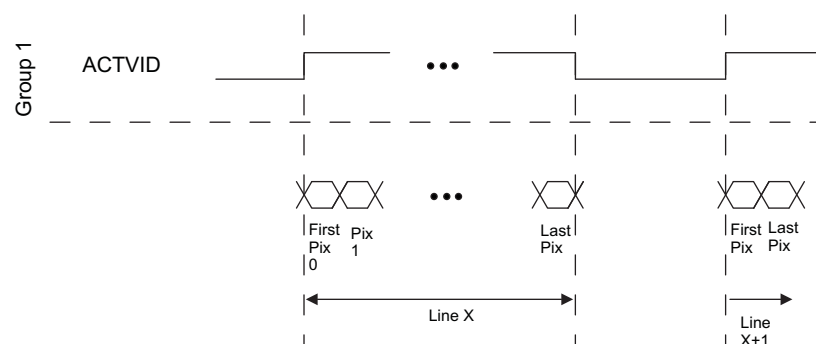 Group 1
ACTVID
First
Pix
0
Pix
1
Last
Pix
First
Pix
Last
Pix
Line X
Line
X+1